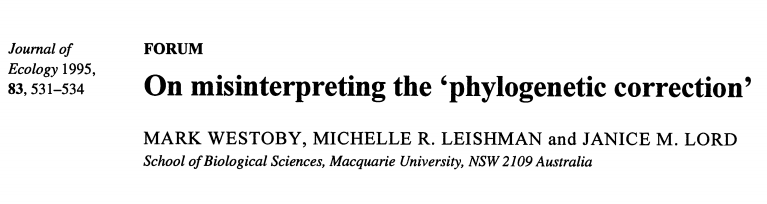 Journal of
Ecology 1995,
83, 531–534
FORUM
On misinterpreting the ‘phylogenetic correction’
MARK WESTOBY, MICHELLE R. LEISHMAN and JANICE M. LORD
School of Biological Sciences, Macquarie University, NSW 2109 Australia